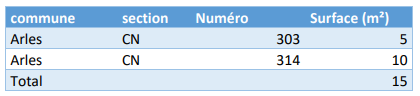 commune section Numéro Surface (m²)
Arles CN 303 5
Arles CN 314 10
Total 15